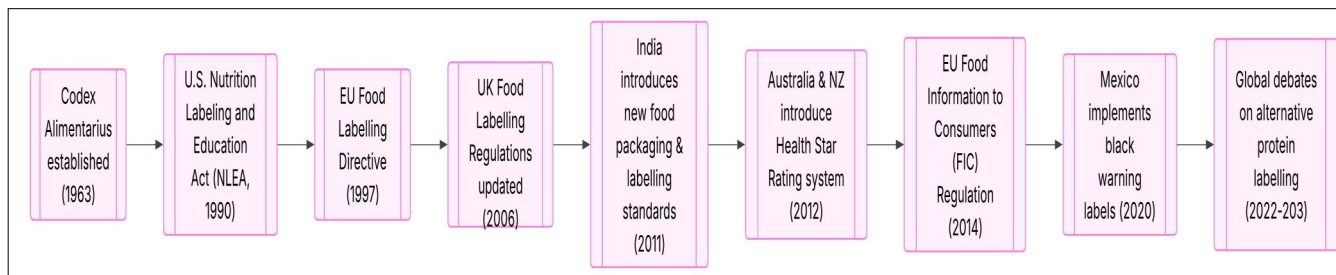 Codex
Alimentarius
established
(1963)
U.S. Nutrition
Labeling and
Education
Act (NLEA,
1990)
EU Food
Labelling
Directive
(1997)
UK Food
Labelling
Regulations
updated
(2006)
India
introduces
new food
packaging &
labelling
standards
(2011)
Australia & NZ
introduce
Health Star
Rating system
(2012)
EU Food
Information to
Consumers
(FIC)
Regulation
(2014)
Mexico
implements
black
warning
labels (2020)
Global debates
on alternative
protein
labelling
(2022-203)